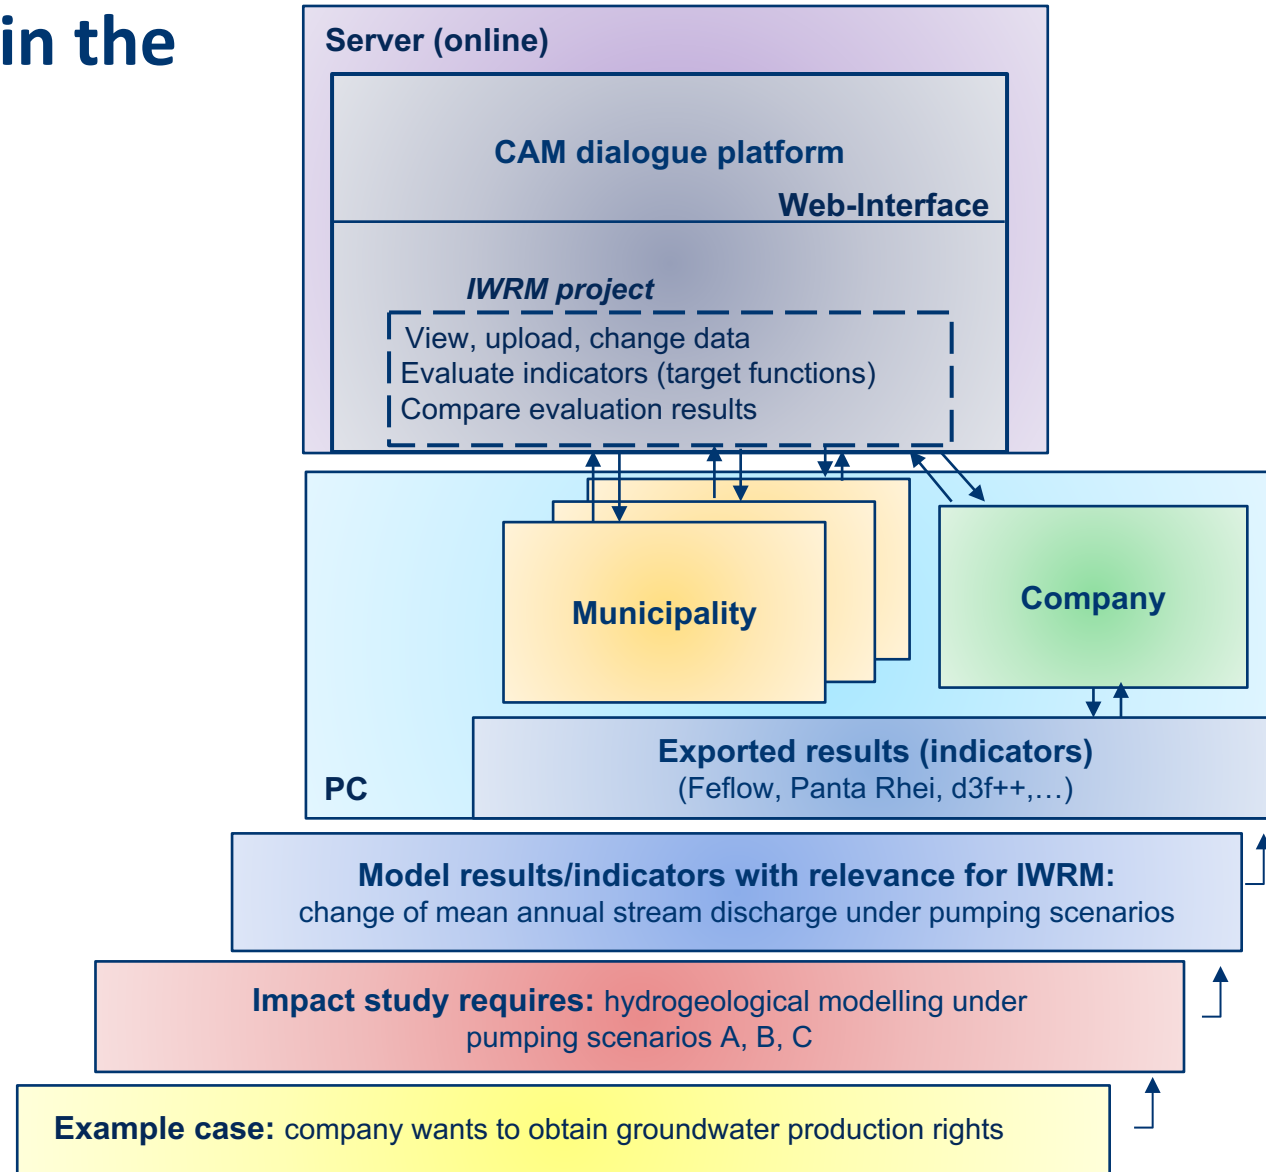 in the
Server (online)
CAM dialogue platform
Web-Interface
IWRM project
View, upload, change data
Evaluate indicators (target functions)
Compare evaluation results
Municipality
Company
Exported results (indicators)
(Feflow, Panta Rhei, d3f++,…)
PC
Model results/indicators with relevance for IWRM:
change of mean annual stream discharge under pumping scenarios
Impact study requires: hydrogeological modelling under
pumping scenarios A, B, C
Example case: company wants to obtain groundwater production rights